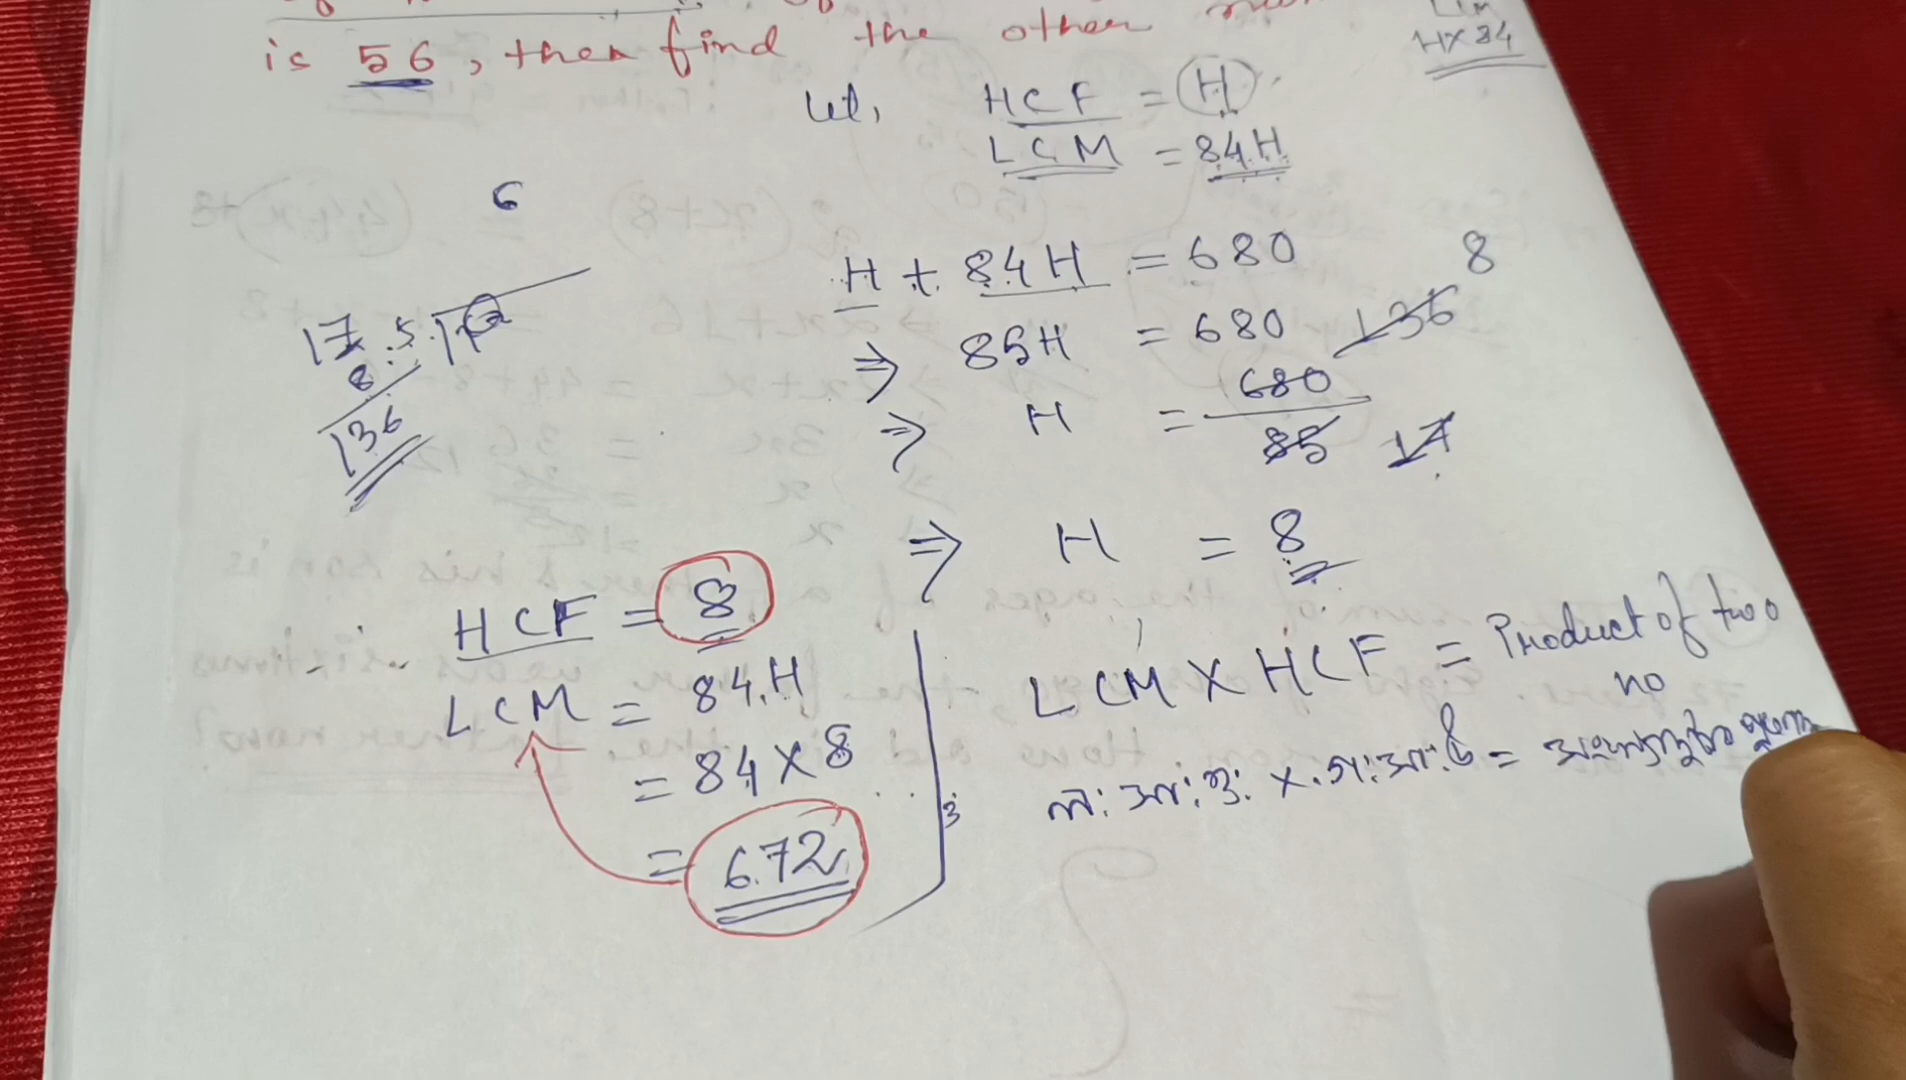 is 56, then find the other
H×84
Let, HCF = H
LCM = 84H
6
H + 84H = 680
8
⇒ 85H = 680
136
17
5
8
136
⇒ H = 680
85
17
⇒ H = 8
HCF = 8
LCM = 84.H
= 84 × 8
= 672
LCM × HCF = Product of two
no
ল: সা: গু: × গ: সা: গু =